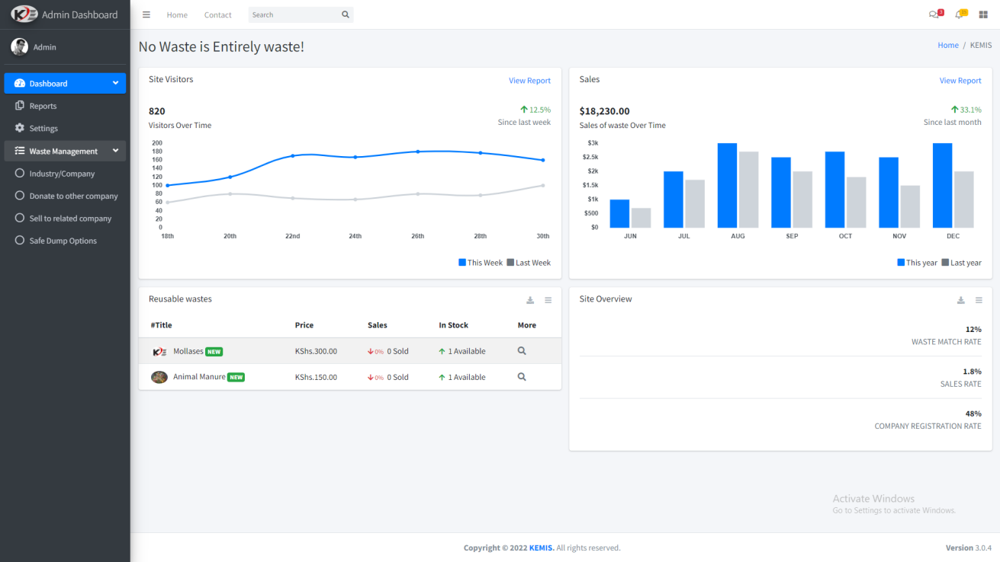 KE Admin Dashboard
Home Contact Search 3 15
Admin
No Waste is Entirely waste!
Home / KEMIS
Dashboard
Reports
Settings
Waste Management
Industry/Company
Donate to other company
Sell to related company
Safe Dump Options
Site Visitors View Report
820 12.5%
Visitors Over Time Since last week
200
180
160
140
120
100
80
60
40
20
0
18th 20th 22nd 24th 26th 28th 30th
This Week Last Week
Sales View Report
$18,230.00 33.1%
Sales of waste Over Time Since last month
$3k
$2.5k
$2k
$1.5k
$1k
$500
$0
JUN JUL AUG SEP OCT NOV DEC
This year Last year
Reusable wastes
#Title Price Sales In Stock More
KE Mollases NEW KShs.300.00 0% 0 Sold 1 Available
Animal Manure NEW KShs.150.00 0% 0 Sold 1 Available
Site Overview
12%
WASTE MATCH RATE
1.8%
SALES RATE
48%
COMPANY REGISTRATION RATE
Activate Windows
Go to Settings to activate Windows.
Copyright © 2022 KEMIS. All rights reserved. Version 3.0.4